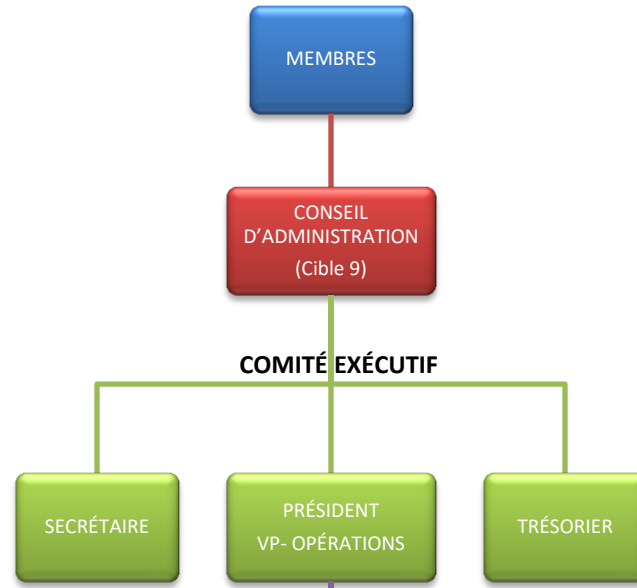 MEMBRES
CONSEIL
D'ADMINISTRATION
(Cible 9)
COMITÉ EXÉCUTIF
SECRÉTAIRE
PRÉSIDENT
VP- OPÉRATIONS
TRÉSORIER